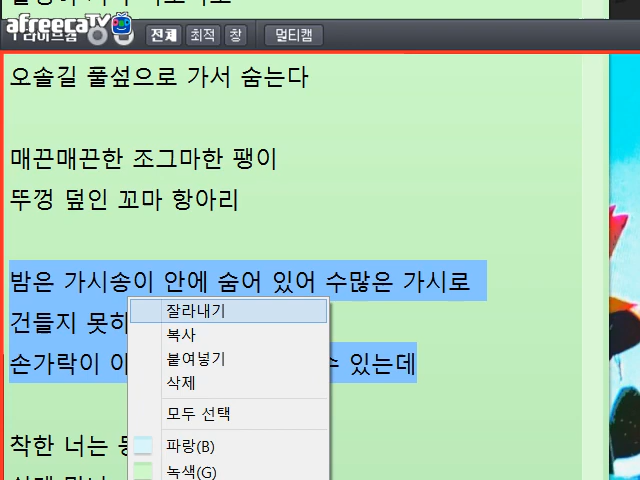 afreecaTV
전체 최적 창 멀티캠
오솔길 풀섶으로 가서 숨는다
매끈매끈한 조그마한 팽이
뚜껑 덮인 꼬마 항아리
밤은 가시송이 안에 숨어 있어 수많은 가시로
건들지 못하
손가락이 수 있는데
착한 너는
잘라내기
복사
붙여넣기
삭제
모두 선택
파랑(B)
녹색(G)